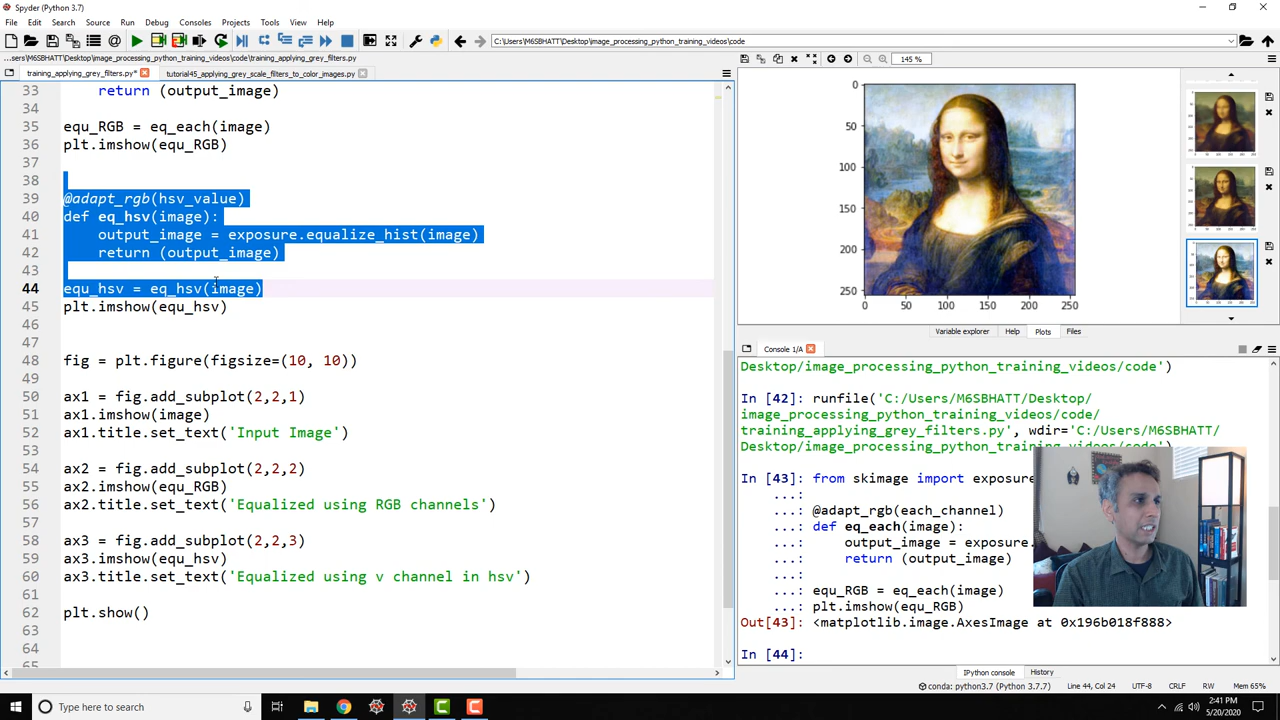 Spyder (Python 3.7)
File Edit Search Source Run Debug Consoles Projects Tools View Help
C:\Users\M6SBHATT\Desktop\image_processing_python_training_videos\code
...sers\M6SBHATT\Desktop\image_processing_python_training_videos\code\training_applying_grey_filters.py
training_applying_grey_filters.py* tutorial45_applying_grey_scale_filters_to_color_images.py
145 %
33 return (output_image)
34
35 equ_RGB = eq_each(image)
36 plt.imshow(equ_RGB)
37
38
39 @adapt_rgb(hsv_value)
40 def eq_hsv(image):
41 output_image = exposure.equalize_hist(image)
42 return (output_image)
43
44 equ_hsv = eq_hsv(image)
45 plt.imshow(equ_hsv)
46
47
48 fig = plt.figure(figsize=(10, 10))
49
50 ax1 = fig.add_subplot(2,2,1)
51 ax1.imshow(image)
52 ax1.title.set_text('Input Image')
53
54 ax2 = fig.add_subplot(2,2,2)
55 ax2.imshow(equ_RGB)
56 ax2.title.set_text('Equalized using RGB channels')
57
58 ax3 = fig.add_subplot(2,2,3)
59 ax3.imshow(equ_hsv)
60 ax3.title.set_text('Equalized using v channel in hsv')
61
62 plt.show()
63
64
65
0
50
100
150
200
250
0 50 100 150 200 250
Variable explorer Help Plots Files
Console 1/A
Desktop/image_processing_python_training_videos/code')
In [42]: runfile('C:/Users/M6SBHATT/Desktop/
image_processing_python_training_videos/code/
training_applying_grey_filters.py', wdir='C:/Users/M6SBHATT/
Desktop/image_processing_python_training_videos/code')
In [43]: from skimage import exposure
...:
...: @adapt_rgb(each_channel)
...: def eq_each(image):
...: output_image = exposure.
...: return (output_image)
...:
...: equ_RGB = eq_each(image)
...: plt.imshow(equ_RGB)
Out[43]: <matplotlib.image.AxesImage at 0x196b018f888>
In [44]:
IPython console History
conda: python3.7 (Python 3.7.7) Line 44, Col 24 UTF-8 CRLF RW Mem 65%
Type here to search
2:41 PM
5/20/2020